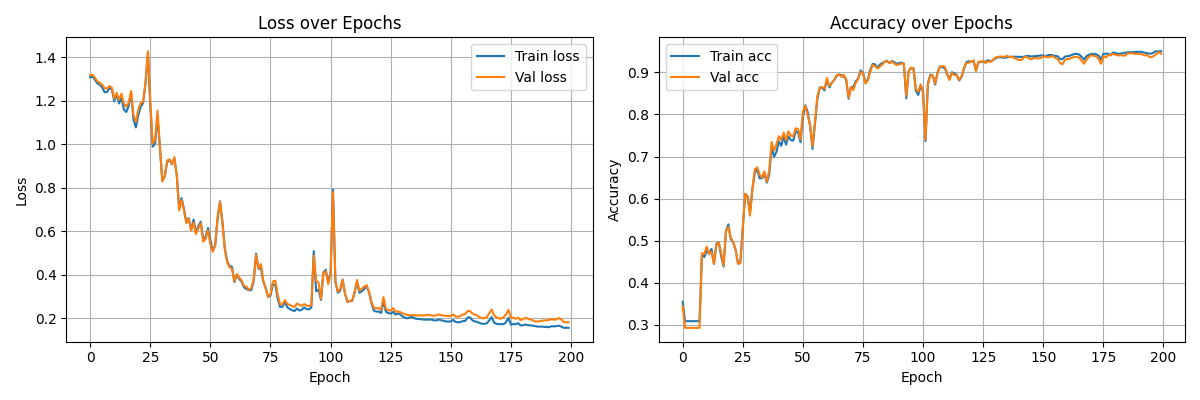 Loss over Epochs
Loss
1.4
1.2
1.0
0.8
0.6
0.4
0.2
Train loss
Val loss
0 25 50 75 100 125 150 175 200
Epoch
Accuracy over Epochs
Accuracy
0.9
0.8
0.7
0.6
0.5
0.4
0.3
Train acc
Val acc
0 25 50 75 100 125 150 175 200
Epoch